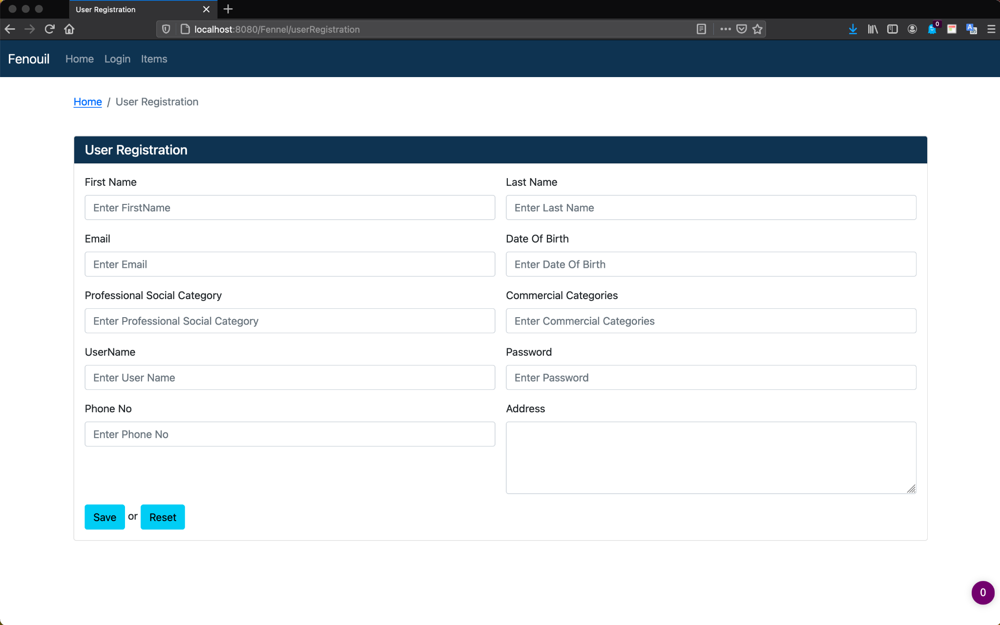 User Registration
localhost:8080/Fennel/userRegistration
0
Fenouil Home Login Items
Home / User Registration
User Registration
First Name Last Name
Enter FirstName Enter Last Name
Email Date Of Birth
Enter Email Enter Date Of Birth
Professional Social Category Commercial Categories
Enter Professional Social Category Enter Commercial Categories
UserName Password
Enter User Name Enter Password
Phone No Address
Enter Phone No
Save or Reset
0